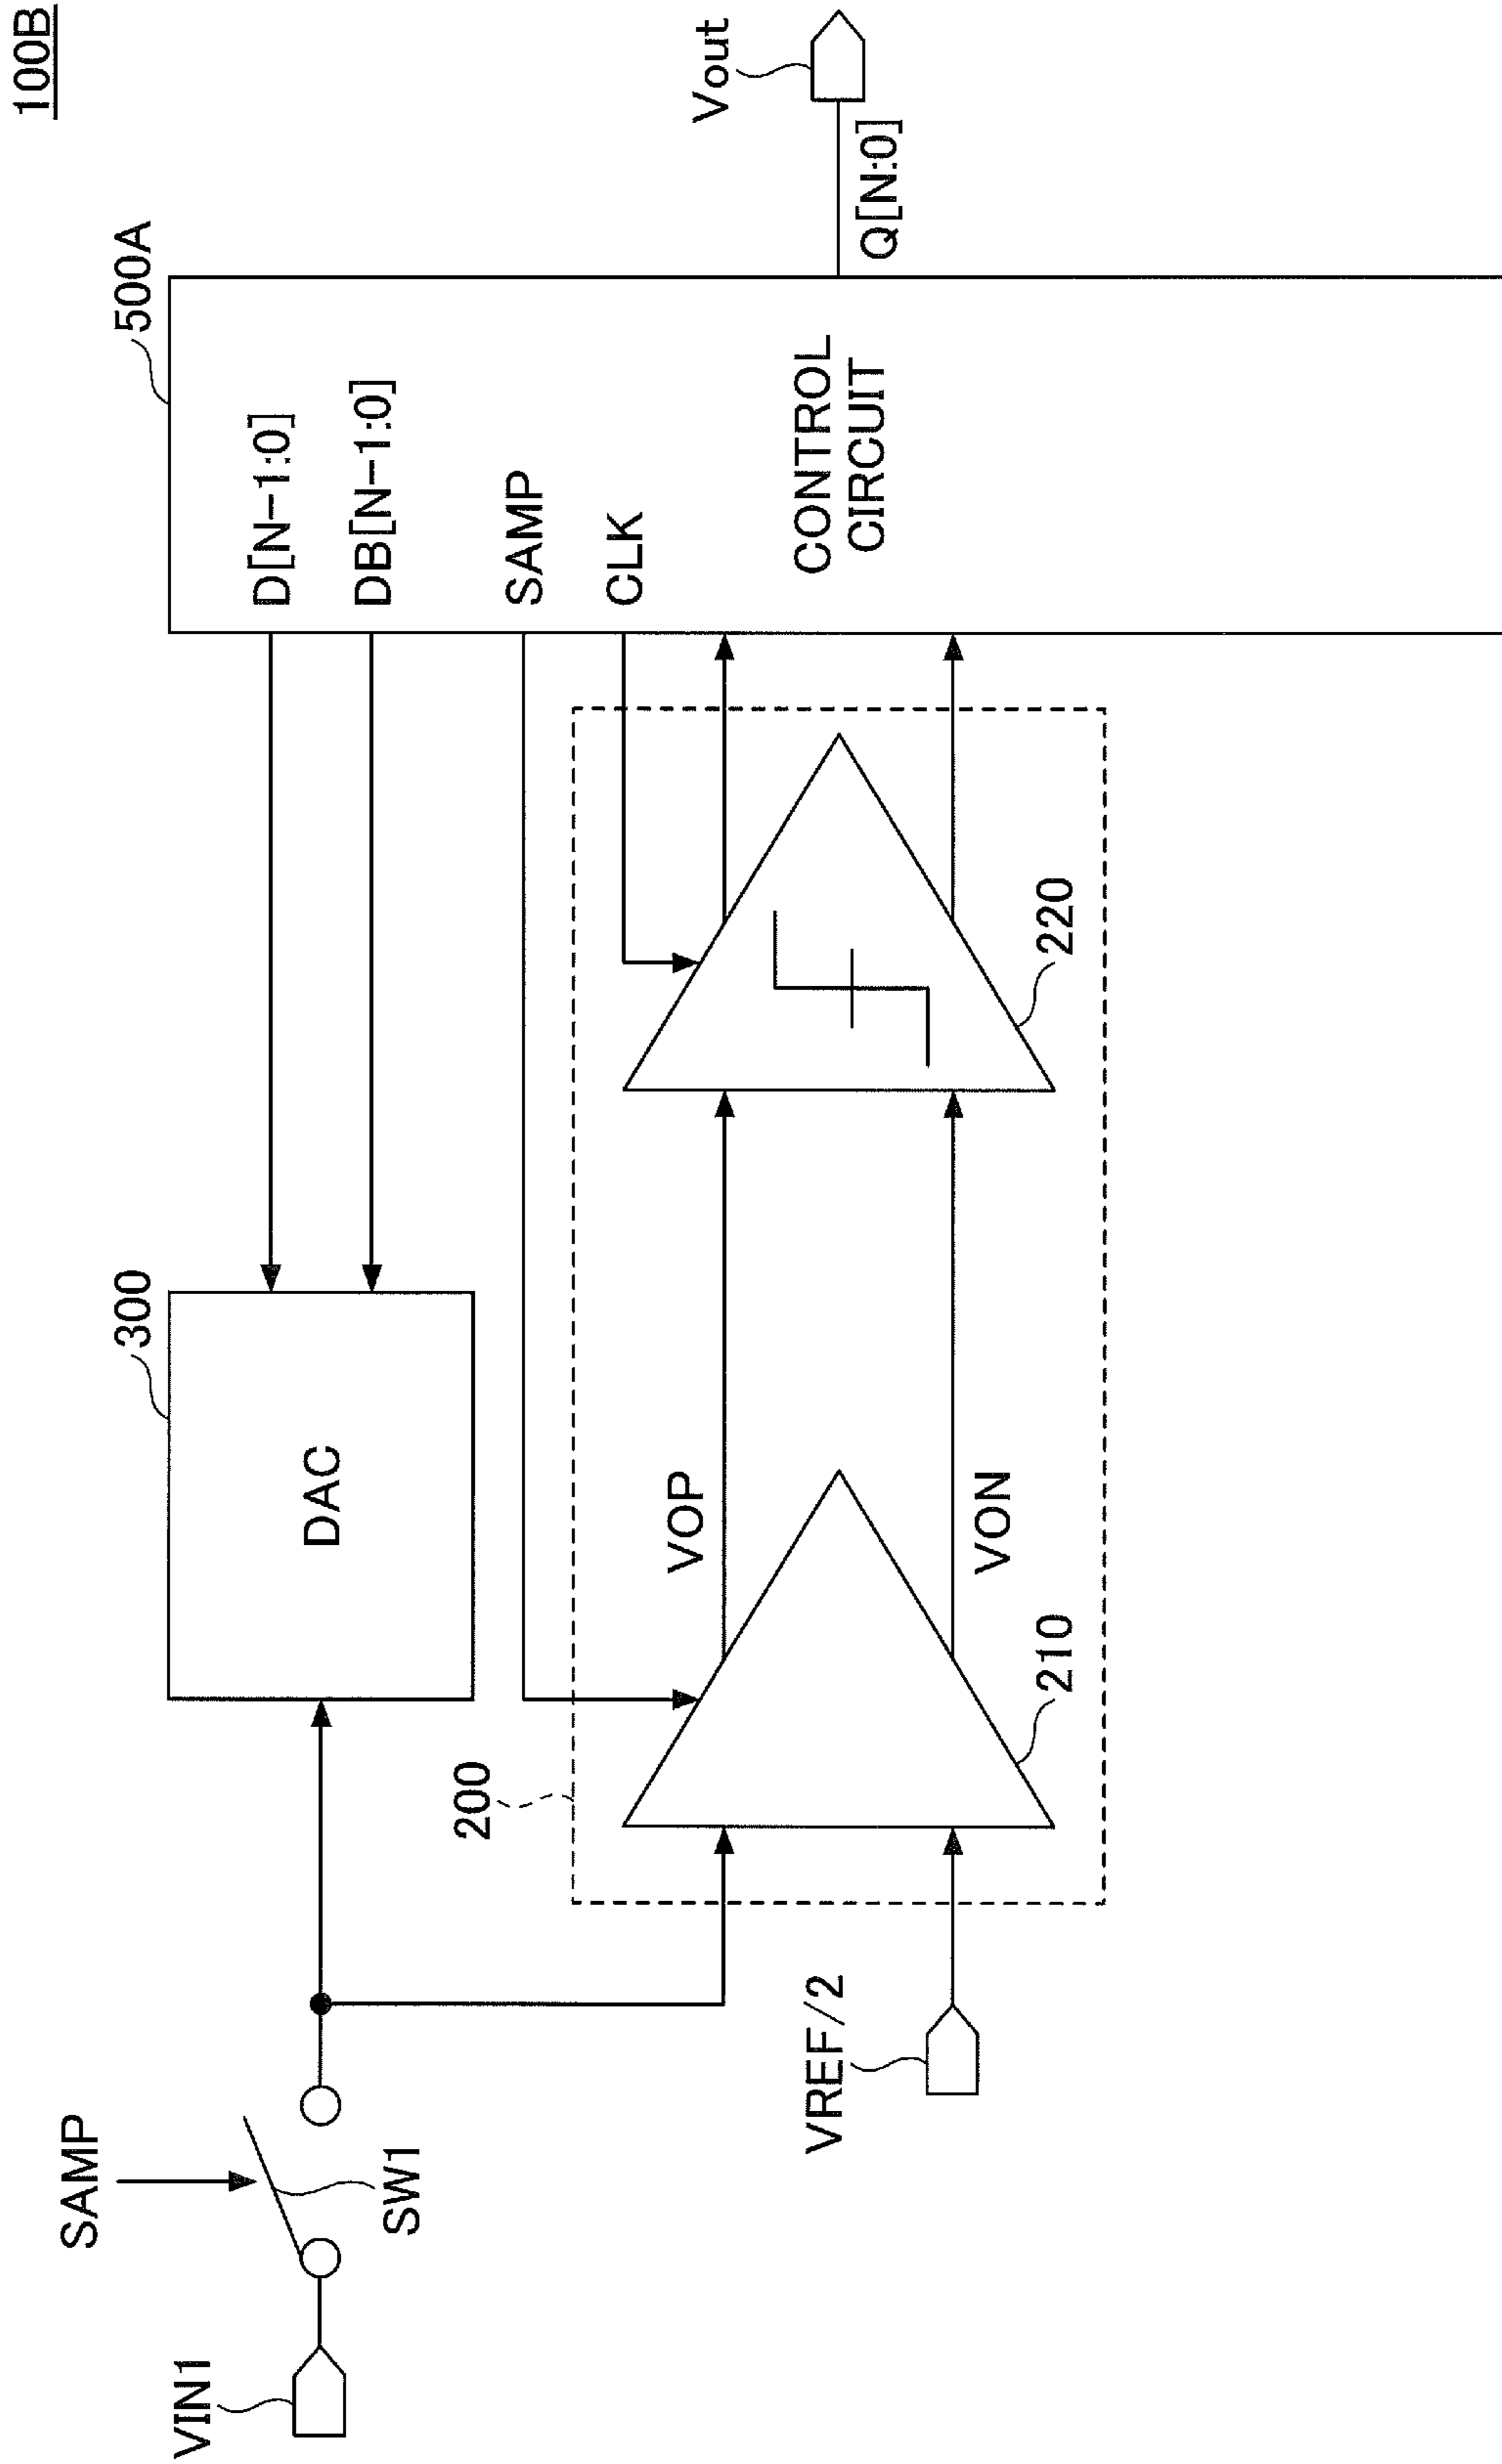 100B
500A
300
D[N-1:0]
DB[N-1:0]
DAC
SAMP
SAMP
CLK
VIN1
SW1
200
VOP
VON
CONTROL
CIRCUIT
Vout
Q[N:0]
VREF/2
210
220